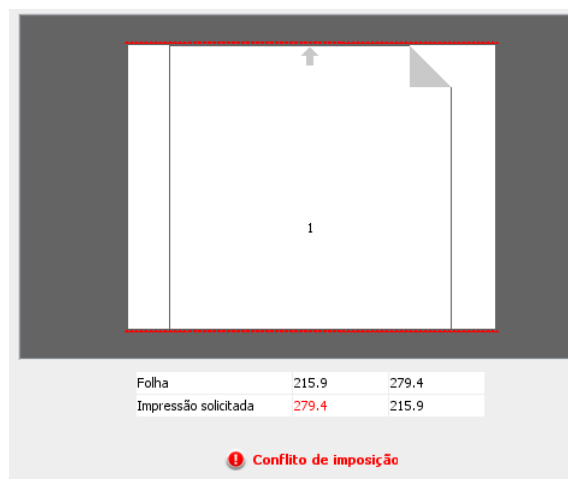 1
Folha 215.9 279.4
Impressão solicitada 279.4 215.9
Conflito de imposição